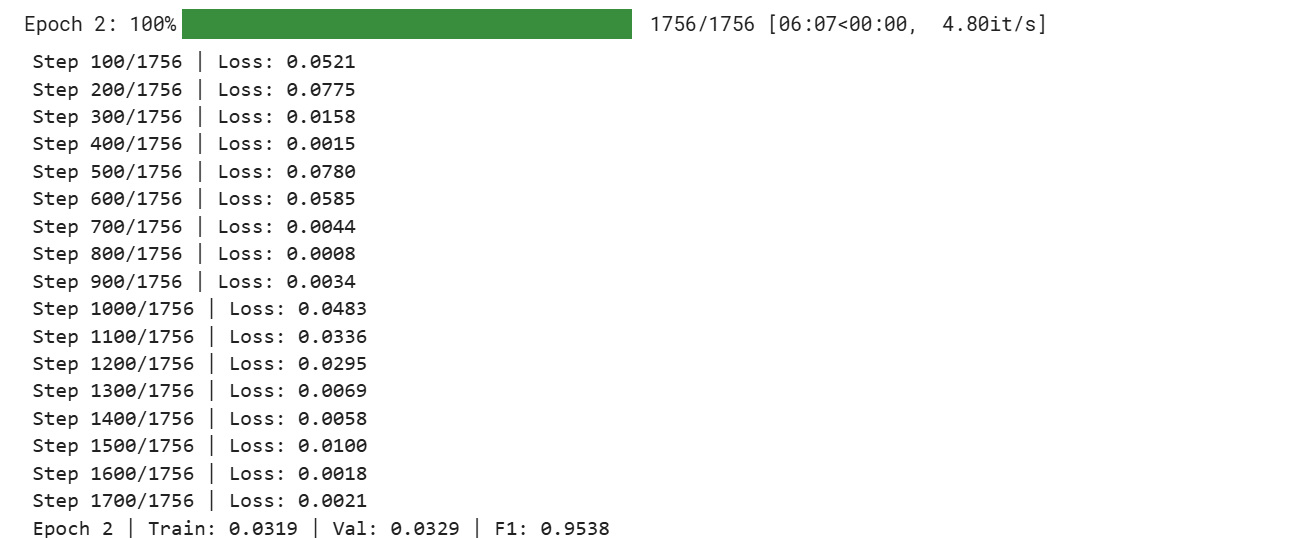 Epoch 2: 100% 1756/1756 [06:07<00:00, 4.80it/s]
Step 100/1756 | Loss: 0.0521
Step 200/1756 | Loss: 0.0775
Step 300/1756 | Loss: 0.0158
Step 400/1756 | Loss: 0.0015
Step 500/1756 | Loss: 0.0780
Step 600/1756 | Loss: 0.0585
Step 700/1756 | Loss: 0.0044
Step 800/1756 | Loss: 0.0008
Step 900/1756 | Loss: 0.0034
Step 1000/1756 | Loss: 0.0483
Step 1100/1756 | Loss: 0.0336
Step 1200/1756 | Loss: 0.0295
Step 1300/1756 | Loss: 0.0069
Step 1400/1756 | Loss: 0.0058
Step 1500/1756 | Loss: 0.0100
Step 1600/1756 | Loss: 0.0018
Step 1700/1756 | Loss: 0.0021
Epoch 2 | Train: 0.0319 | Val: 0.0329 | F1: 0.9538